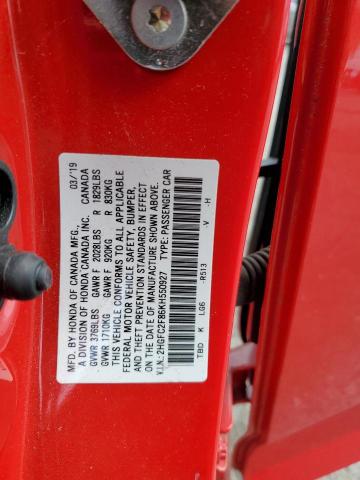 MFD. BY HONDA OF CANADA MFG., 03/'19
A DIVISION OF HONDA CANADA INC. CANADA
GVWR 3769LBS GAWR F 2028LBS R 1829LBS
GVWR 1710KG GAWR F 920KG R 830KG
THIS VEHICLE CONFORMS TO ALL APPLICABLE
FEDERAL MOTOR VEHICLE SAFETY, BUMPER,
AND THEFT PREVENTION STANDARDS IN EFFECT
ON THE DATE OF MANUFACTURE SHOWN ABOVE.
V.I.N.: 2HGFC2F86KH550927 TYPE: PASSENGER CAR
TBD K LG6 -R513 -V -H